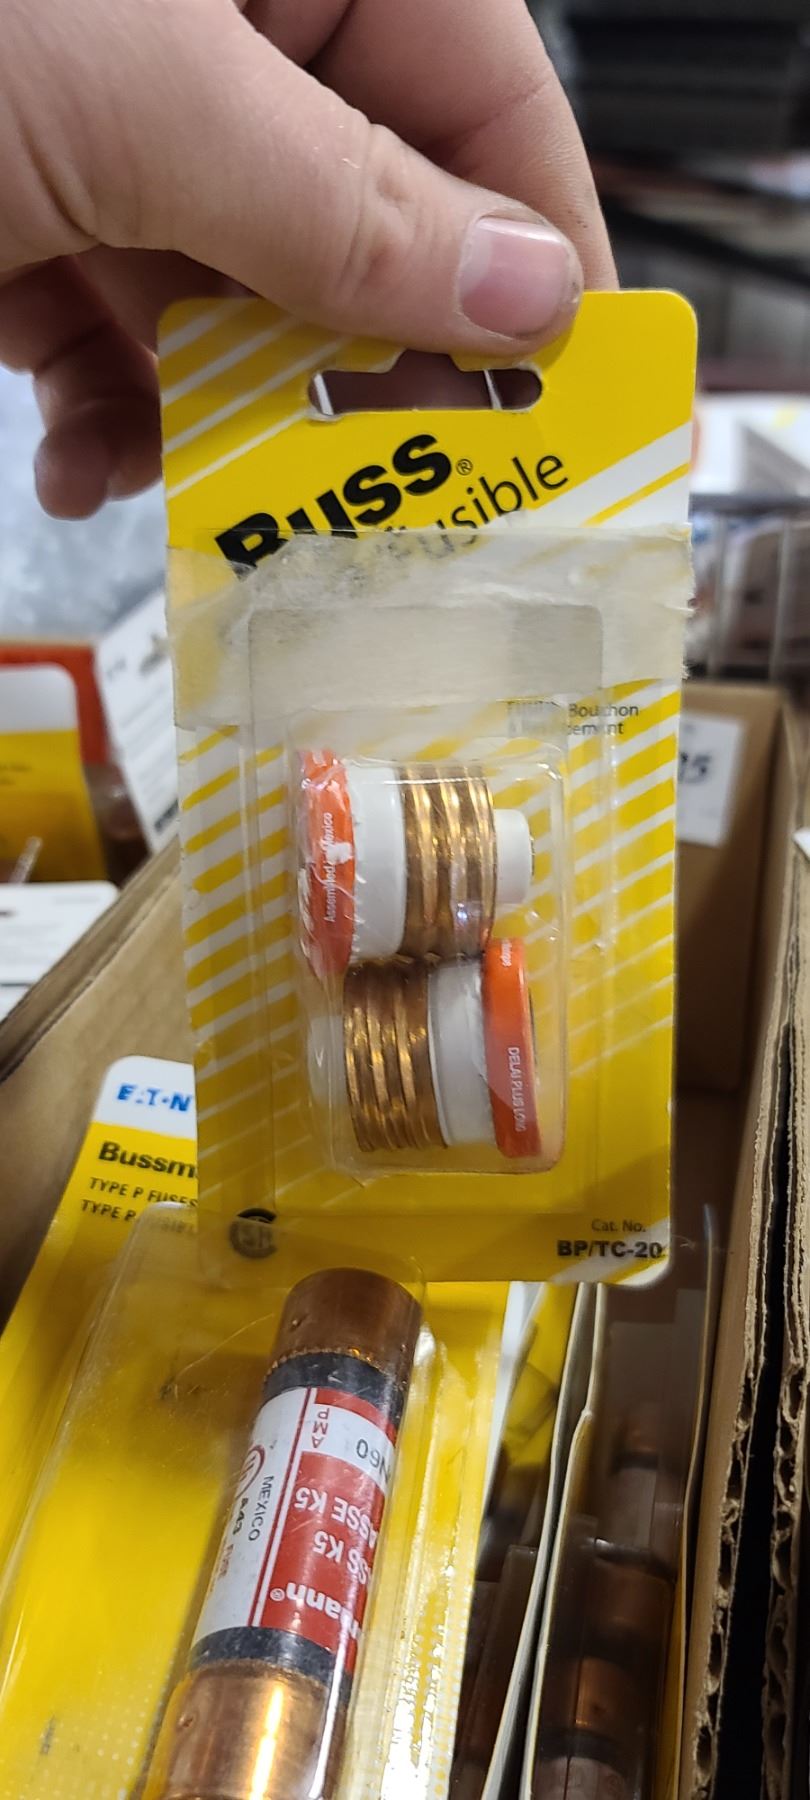 Buss®
fusible
Bouchon
Assembled in Mexico
DELAI PLUS LONG
Cat. No.
BP/TC-20
E·T·N
Bussm
TYPE P FUSES
TYPE P
AMP
N60
MEXICO
ASSE K5
SS K5
mann®